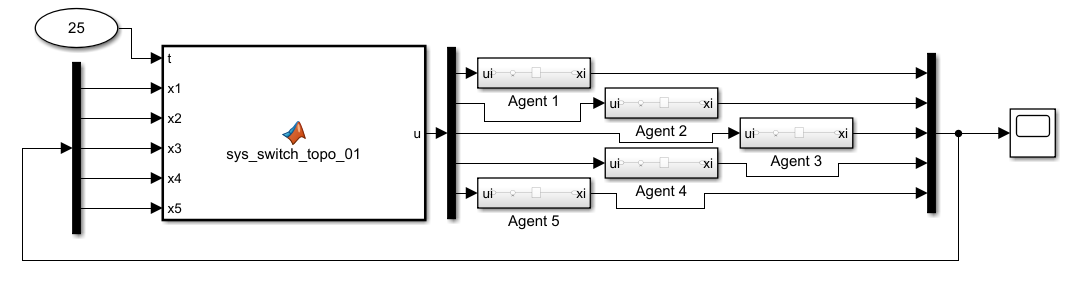 25
t
x1
x2
x3
x4
x5
u
sys_switch_topo_01
ui xi
Agent 1
ui xi
Agent 2
ui xi
Agent 3
ui xi
Agent 4
ui xi
Agent 5